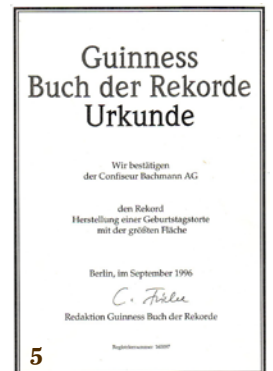 Guinness
Buch der Rekorde
Urkunde
Wir bestätigen
der Confiseur Bachmann AG
den Rekord
Herstellung einer Geburtstagstorte
mit der größten Fläche
Berlin, im September 1996
Redaktion Guinness Buch der Rekorde
5